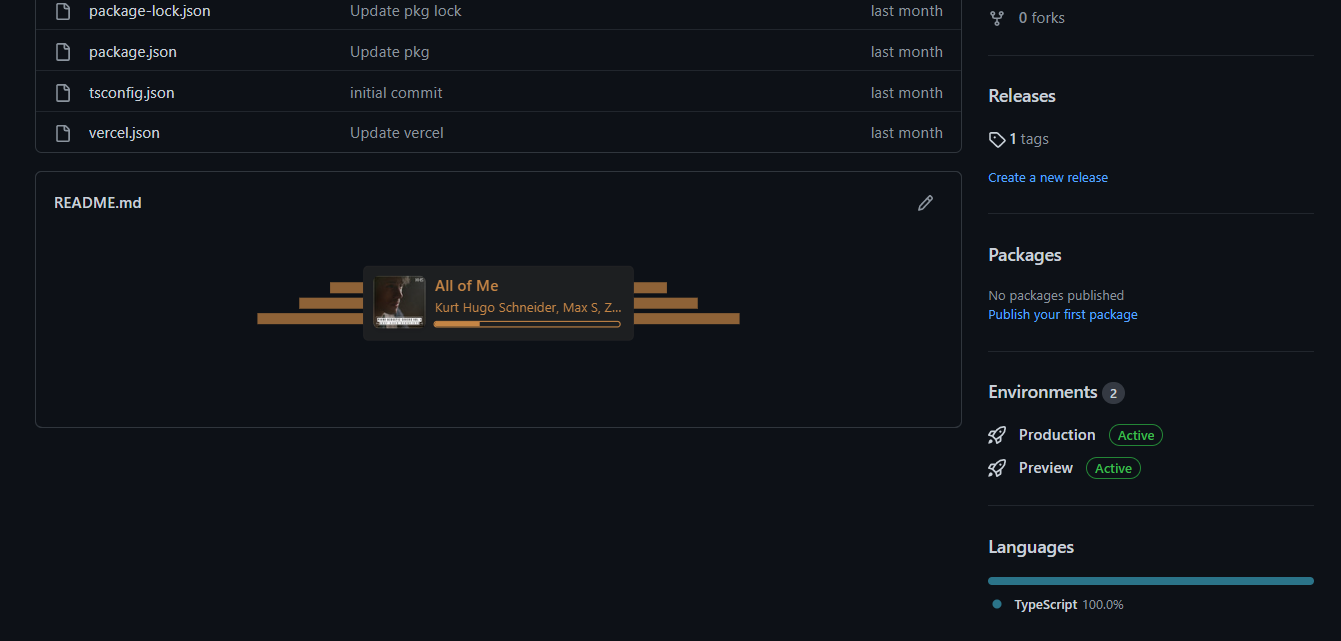 package-lock.json Update pkg lock last month
package.json Update pkg last month
tsconfig.json initial commit last month
vercel.json Update vercel last month
README.md
All of Me
Kurt Hugo Schneider, Max S, Z...
0 forks
Releases
1 tags
Create a new release
Packages
No packages published
Publish your first package
Environments 2
Production Active
Preview Active
Languages
TypeScript 100.0%